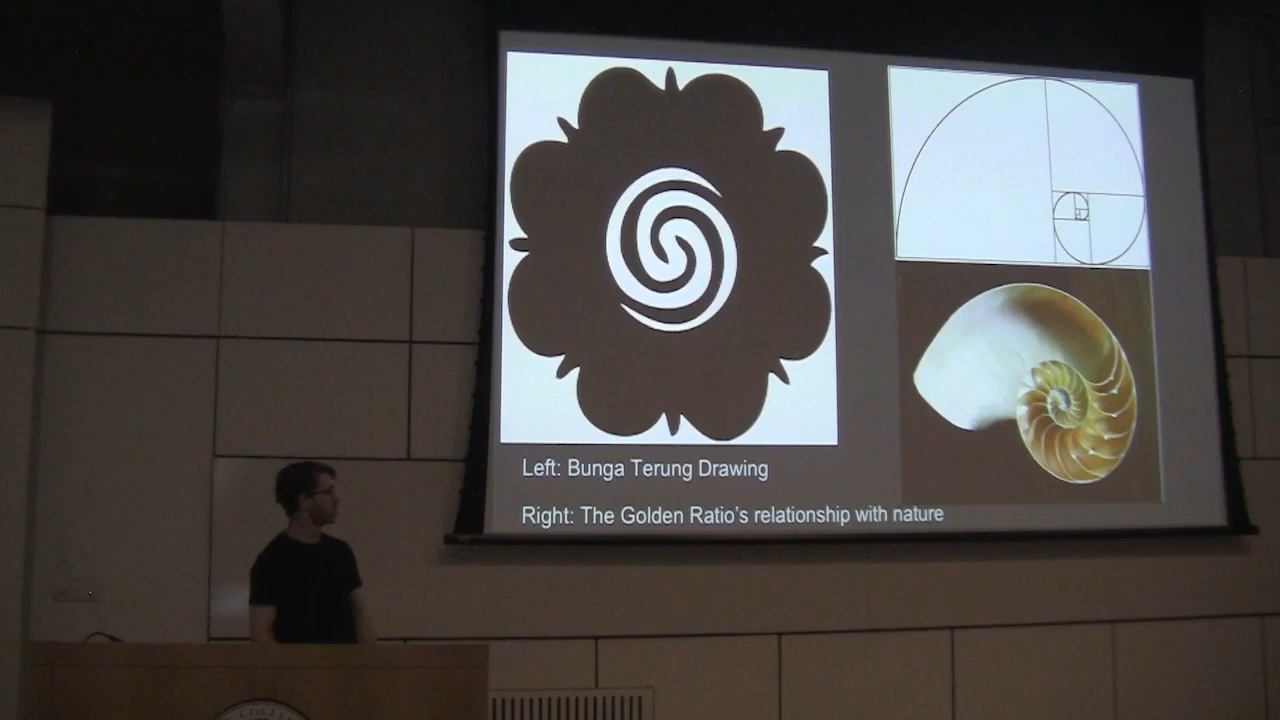 Left: Bunga Terung Drawing
Right: The Golden Ratio's relationship with nature